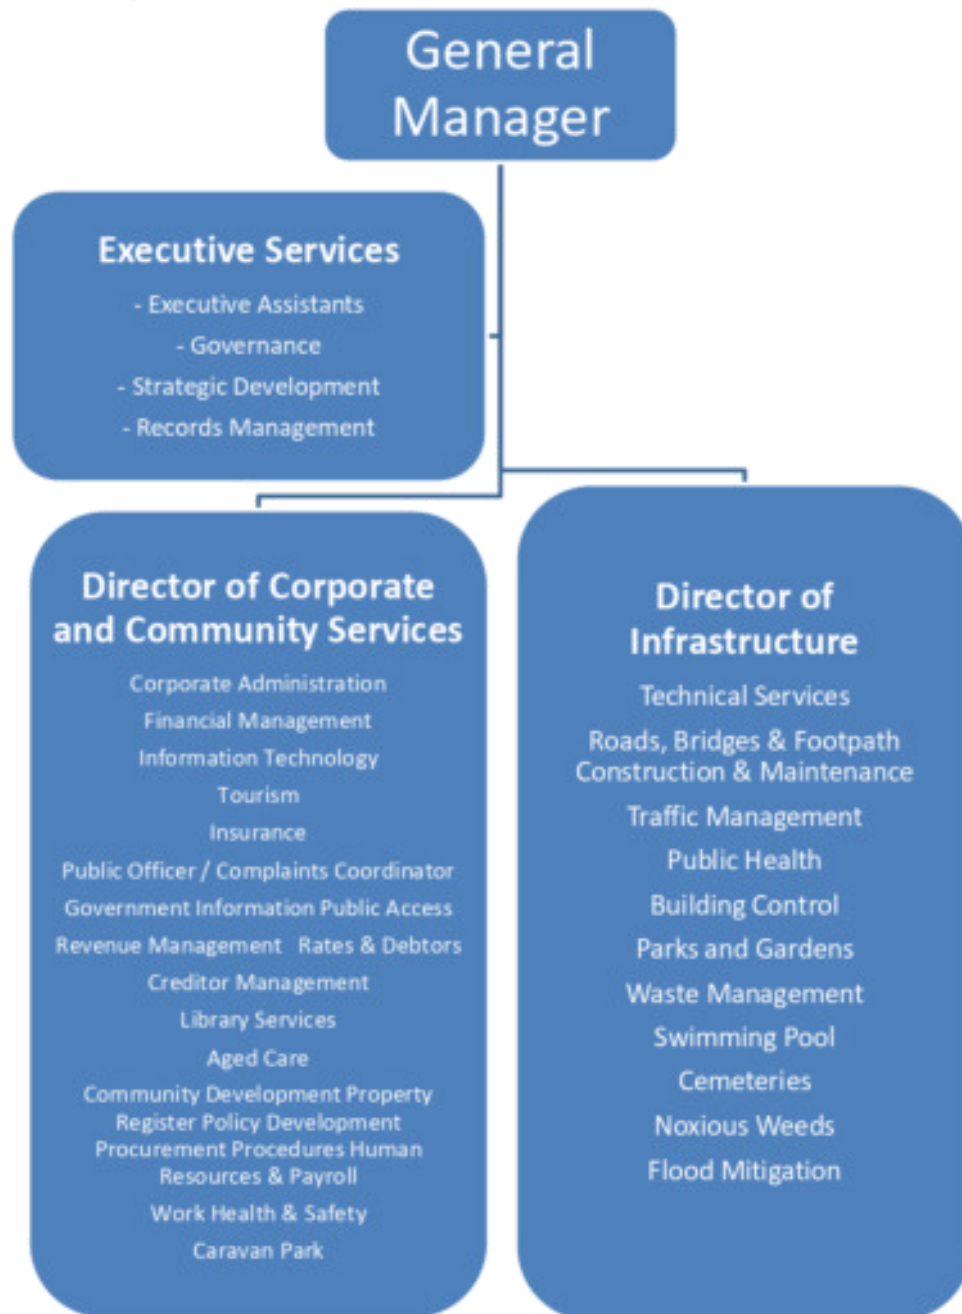 General
Manager
Executive Services
- Executive Assistants
- Governance
- Strategic Development
- Records Management
Director of Corporate
and Community Services
Corporate Administration
Financial Management
Information Technology
Tourism
Insurance
Public Officer / Complaints Coordinator
Government Information Public Access
Revenue Management   Rates & Debtors
Creditor Management
Library Services
Aged Care
Community Development Property
Register Policy Development
Procurement Procedures Human
Resources & Payroll
Work Health & Safety
Caravan Park
Director of
Infrastructure
Technical Services
Roads, Bridges & Footpath
Construction & Maintenance
Traffic Management
Public Health
Building Control
Parks and Gardens
Waste Management
Swimming Pool
Cemeteries
Noxious Weeds
Flood Mitigation